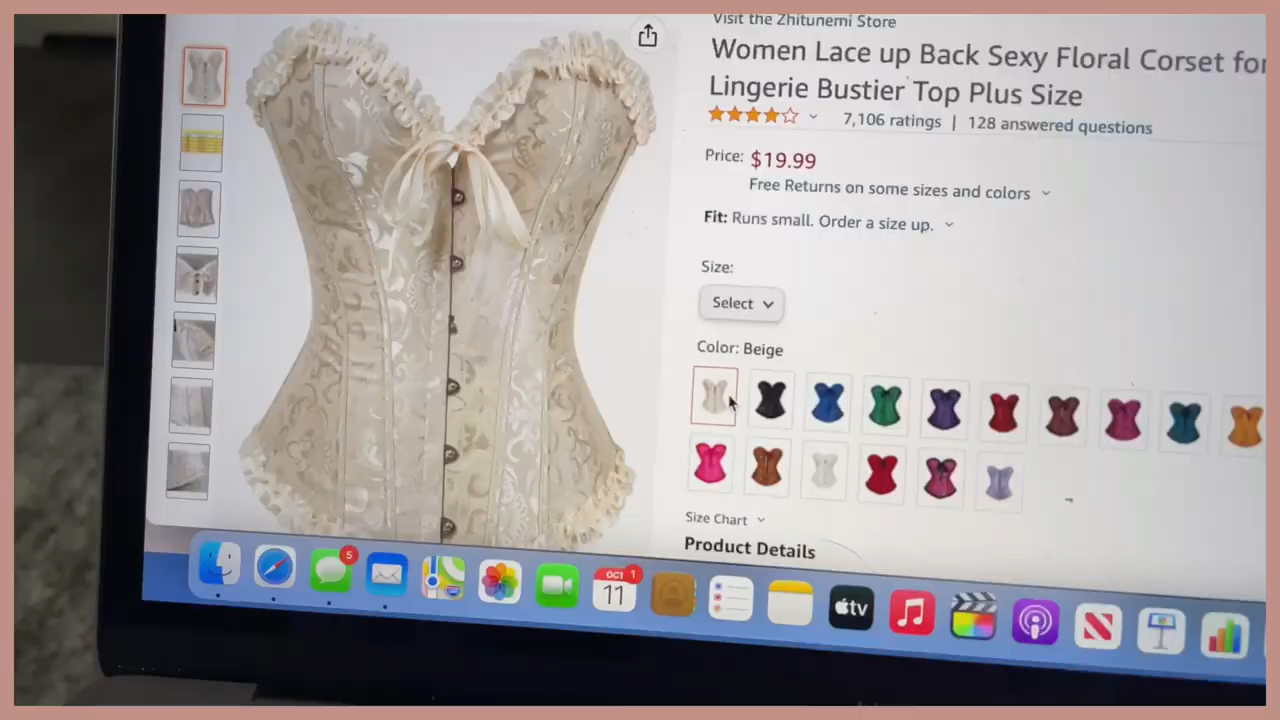 Visit the Zhitunemi Store
Women Lace up Back Sexy Floral Corset for
Lingerie Bustier Top Plus Size
7,106 ratings | 128 answered questions
Price: $19.99
Free Returns on some sizes and colors
Fit: Runs small. Order a size up.
Size:
Select
Color: Beige
Size Chart
Product Details
5
OCT 1
11
tv